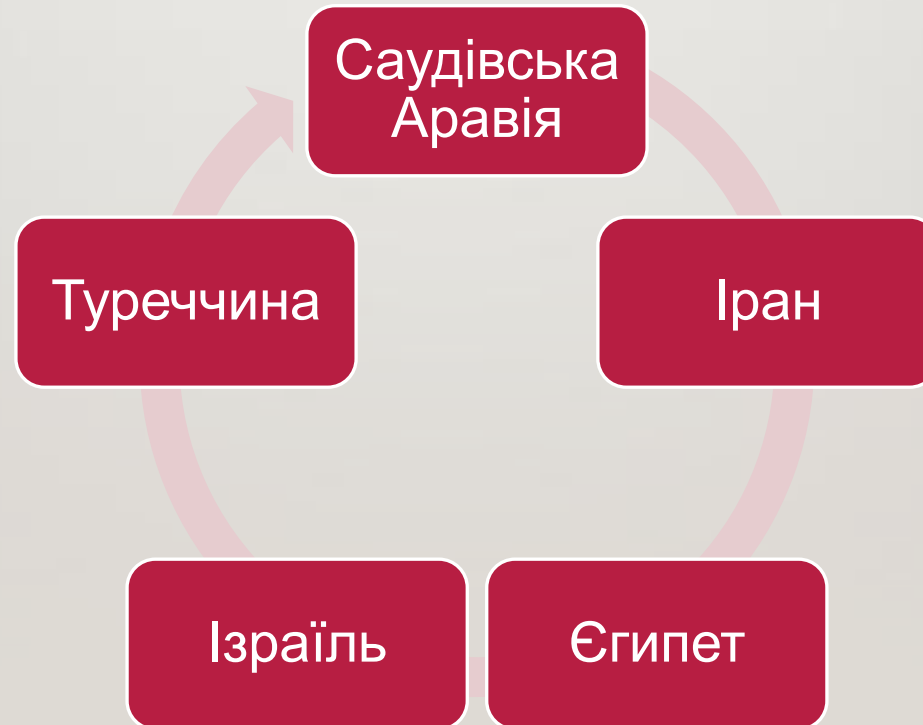 Саудівська
Аравія
Туреччина
Іран
Ізраїль
Єгипет